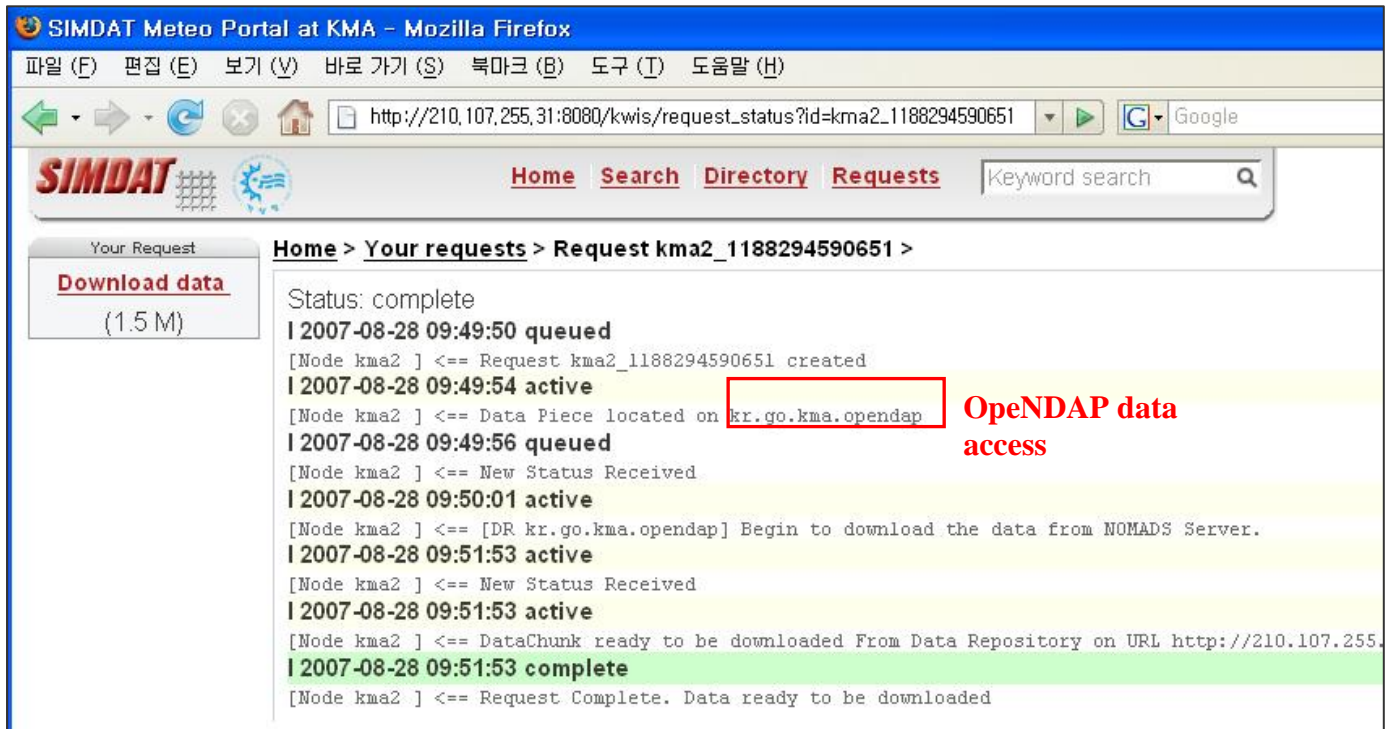 SIMDAT Meteo Portal at KMA - Mozilla Firefox
파일 (F) 편집 (E) 보기 (V) 바로 가기 (S) 북마크 (B) 도구 (T) 도움말 (H)
http://210,107,255,31:8080/kwis/request_status?id=kma2_1188294590651
G Google
SIMDAT
Home Search Directory Requests Keyword search
Your Request
Download data
(1.5 M)
Home > Your requests > Request kma2_1188294590651 >
Status: complete
I 2007-08-28 09:49:50 queued
[Node kma2 ] <== Request kma2_1188294590651 created
I 2007-08-28 09:49:54 active
[Node kma2 ] <== Data Piece located on kr.go.kma.opendap
OpeNDAP data
access
I 2007-08-28 09:49:56 queued
[Node kma2 ] <== New Status Received
I 2007-08-28 09:50:01 active
[Node kma2 ] <== [DR kr.go.kma.opendap] Begin to download the data from NOMADS Server.
I 2007-08-28 09:51:53 active
[Node kma2 ] <== New Status Received
I 2007-08-28 09:51:53 active
[Node kma2 ] <== DataChunk ready to be downloaded From Data Repository on URL http://210.107.255.
I 2007-08-28 09:51:53 complete
[Node kma2 ] <== Request Complete. Data ready to be downloaded